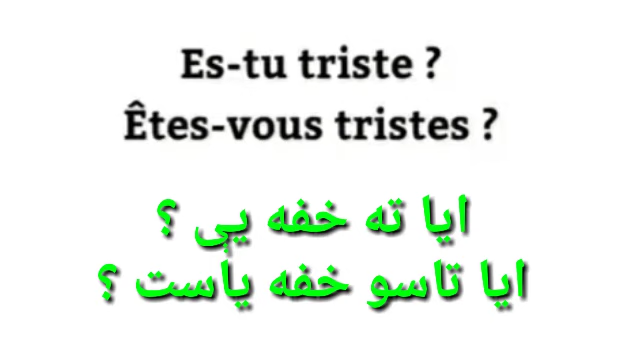 Es-tu triste ?
Êtes-vous tristes ?
ایا ته خفه یې ؟
ایا تاسو خفه یاست ؟